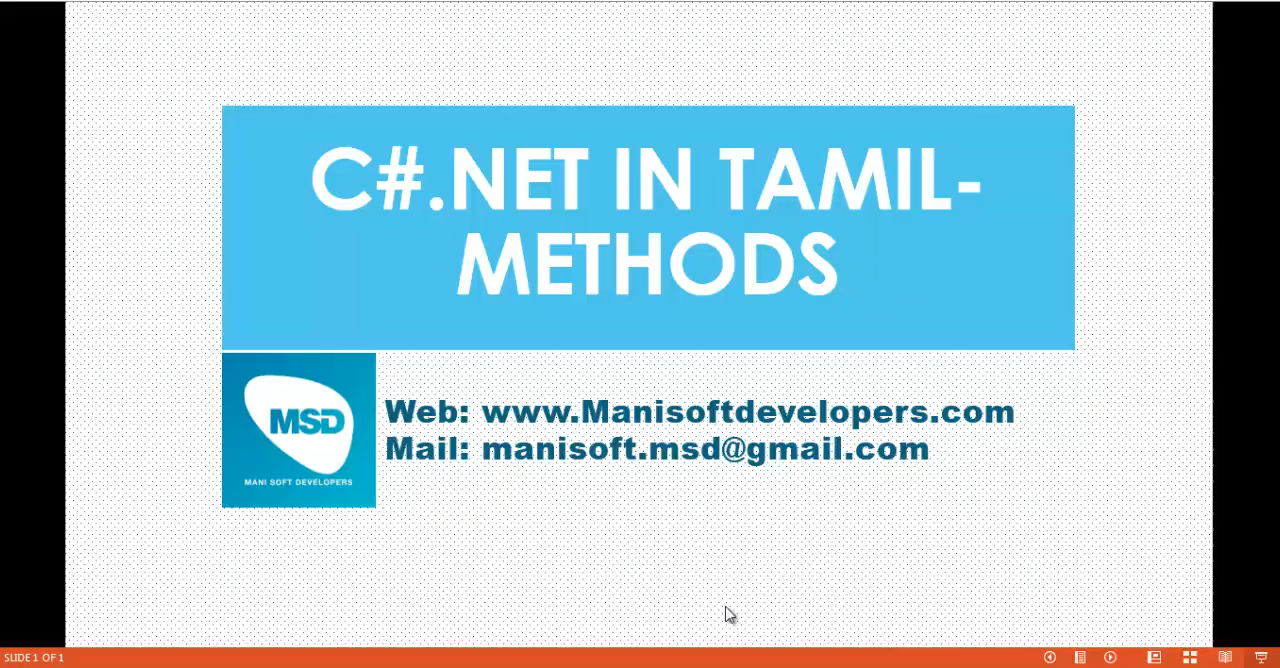 C#.NET IN TAMIL-
METHODS
MSD
MANI SOFT DEVELOPERS
Web: www.Manisoftdevelopers.com
Mail: manisoft.msd@gmail.com
SLIDE 1 OF 1